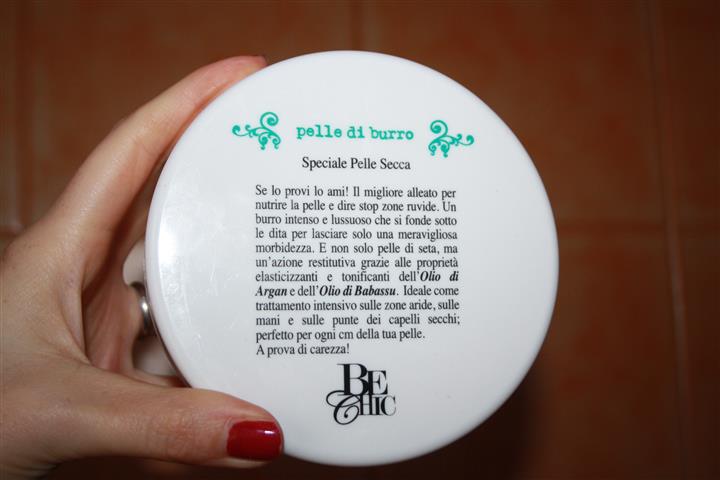 pelle di burro
Speciale Pelle Secca
Se lo provi lo ami! Il migliore alleato per
nutrire la pelle e dire stop zone ruvide. Un
burro intenso e lussuoso che si fonde sotto
le dita per lasciare solo una meravigliosa
morbidezza. E non solo pelle di seta, ma
un'azione restitutiva grazie alle proprietà
elasticizzanti e tonificanti dell'Olio di
Argan e dell'Olio di Babassu. Ideale come
trattamento intensivo sulle zone aride, sulle
mani e sulle punte dei capelli secchi;
perfetto per ogni cm della tua pelle.
A prova di carezza!
BE
CHIC